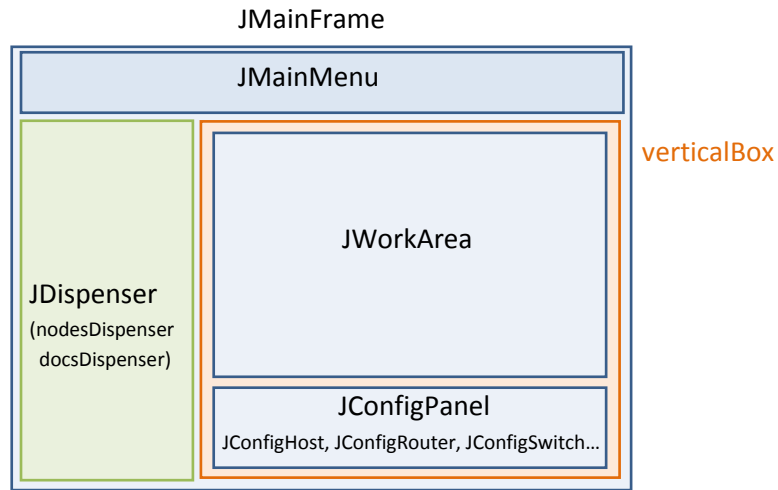 JMainFrame
JMainMenu
verticalBox
JWorkArea
JDispenser
(nodesDispenser
docsDispenser)
JConfigPanel
JConfigHost, JConfigRouter, JConfigSwitch…